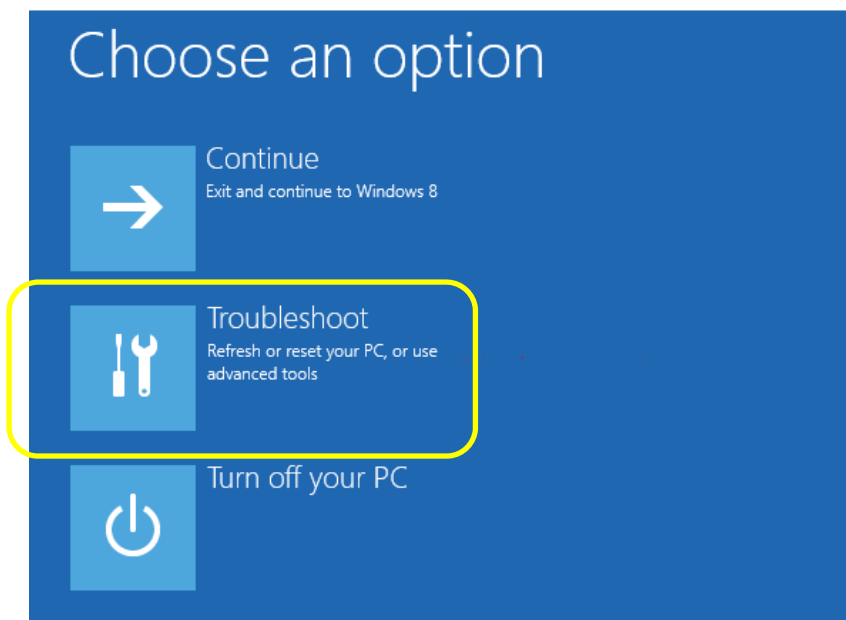 Choose an option
Continue
Exit and continue to Windows 8
Troubleshoot
Refresh or reset your PC, or use
advanced tools
Turn off your PC